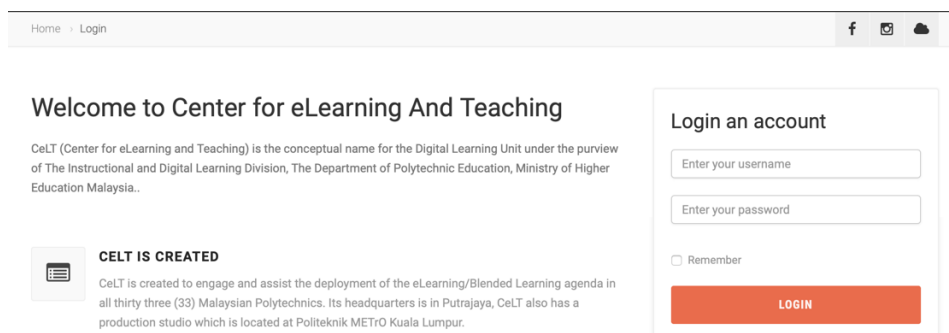 Home › Login
Welcome to Center for eLearning And Teaching
CeLT (Center for eLearning and Teaching) is the conceptual name for the Digital Learning Unit under the purview
of The Instructional and Digital Learning Division, The Department of Polytechnic Education, Ministry of Higher
Education Malaysia..
CELT IS CREATED
CeLT is created to engage and assist the deployment of the eLearning/Blended Learning agenda in
all thirty three (33) Malaysian Polytechnics. Its headquarters is in Putrajaya, CeLT also has a
production studio which is located at Politeknik METrO Kuala Lumpur.
Login an account
Enter your username
Enter your password
Remember
LOGIN